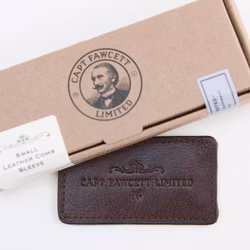 CAPT FAWCETT
LIMITED
SMALL
LEATHER COMB
SLEEVE
CAPT FAWCETT LIMITED